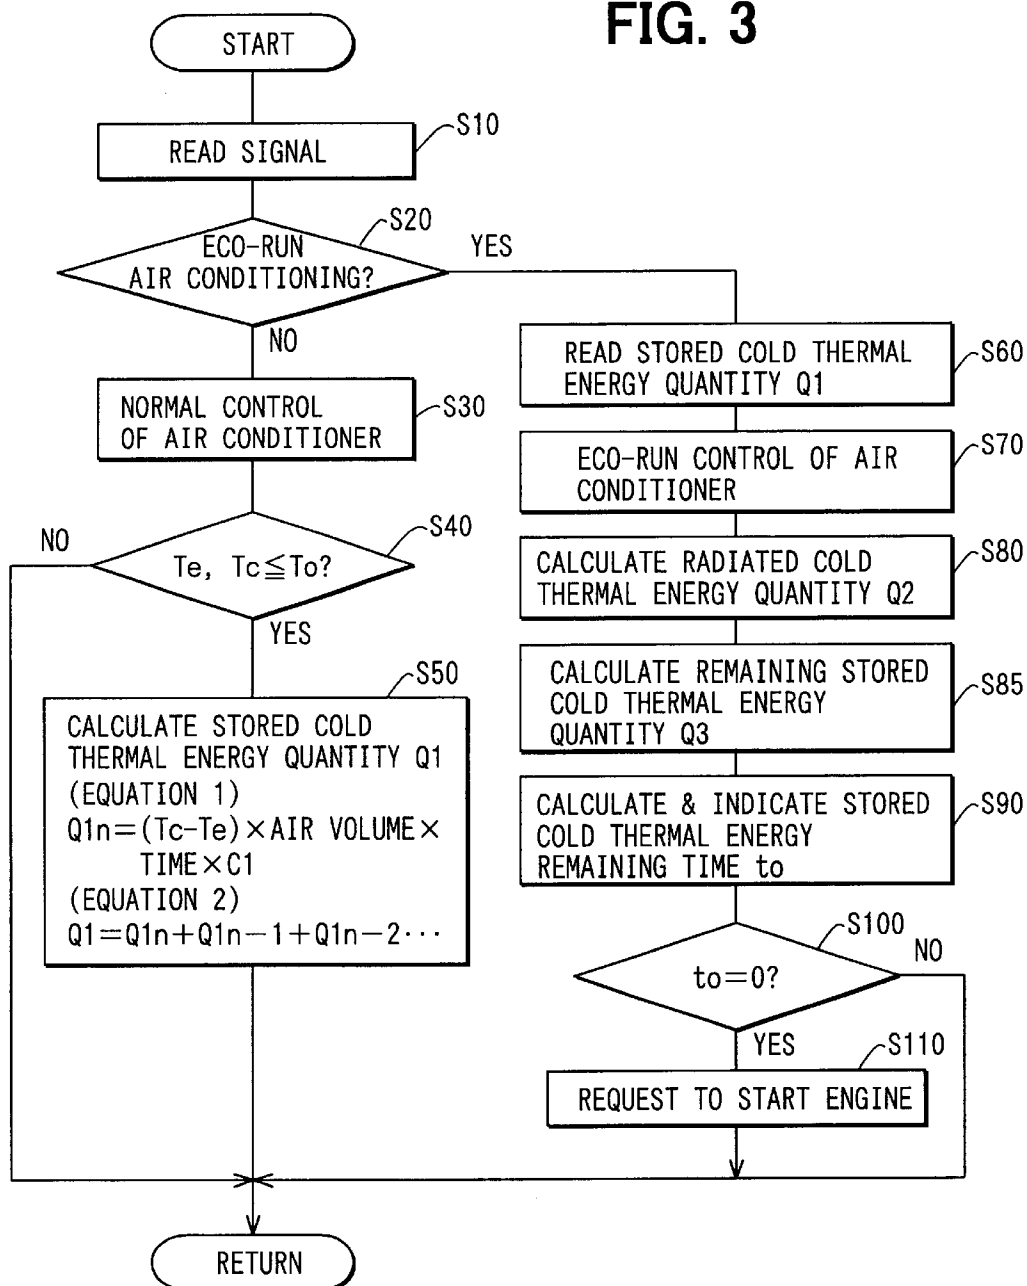 FIG. 3
START
S10
READ SIGNAL
S20
ECO-RUN
AIR CONDITIONING?
YES
NO
S30
NORMAL CONTROL
OF AIR CONDITIONER
S40
NO
Te, Tc≦To?
YES
S50
CALCULATE STORED COLD
THERMAL ENERGY QUANTITY Q1
(EQUATION 1)
Q1n=(Tc-Te)×AIR VOLUME×
TIME×C1
(EQUATION 2)
Q1=Q1n+Q1n-1+Q1n-2···
S60
READ STORED COLD THERMAL
ENERGY QUANTITY Q1
S70
ECO-RUN CONTROL OF AIR
CONDITIONER
S80
CALCULATE RADIATED COLD
THERMAL ENERGY QUANTITY Q2
S85
CALCULATE REMAINING STORED
COLD THERMAL ENERGY
QUANTITY Q3
S90
CALCULATE & INDICATE STORED
COLD THERMAL ENERGY
REMAINING TIME to
S100
to=0?
NO
YES
S110
REQUEST TO START ENGINE
RETURN